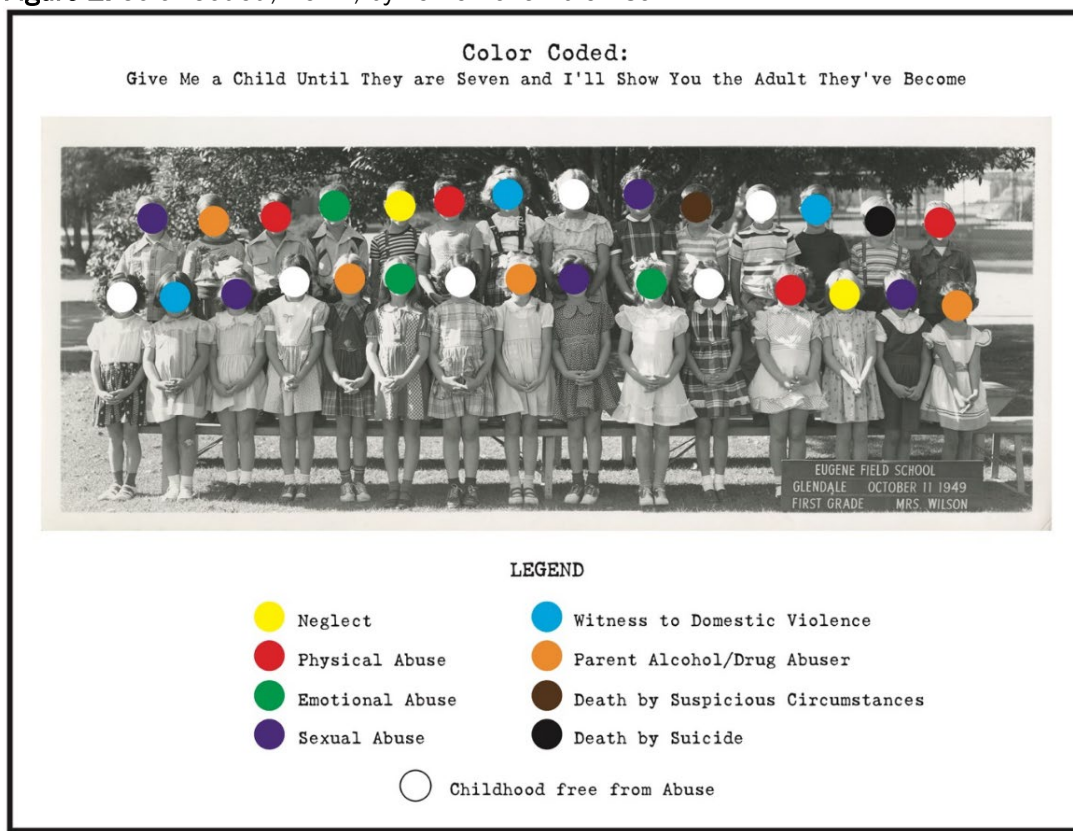 Color Coded:
Give Me a Child Until They are Seven and I'll Show You the Adult They've Become
EUGENE FIELD SCHOOL
GLENDALE OCTOBER 11 1949
FIRST GRADE MRS. WILSON
LEGEND
Neglect
Witness to Domestic Violence
Physical Abuse
Parent Alcohol/Drug Abuser
Emotional Abuse
Death by Suspicious Circumstances
Sexual Abuse
Death by Suicide
Childhood free from Abuse